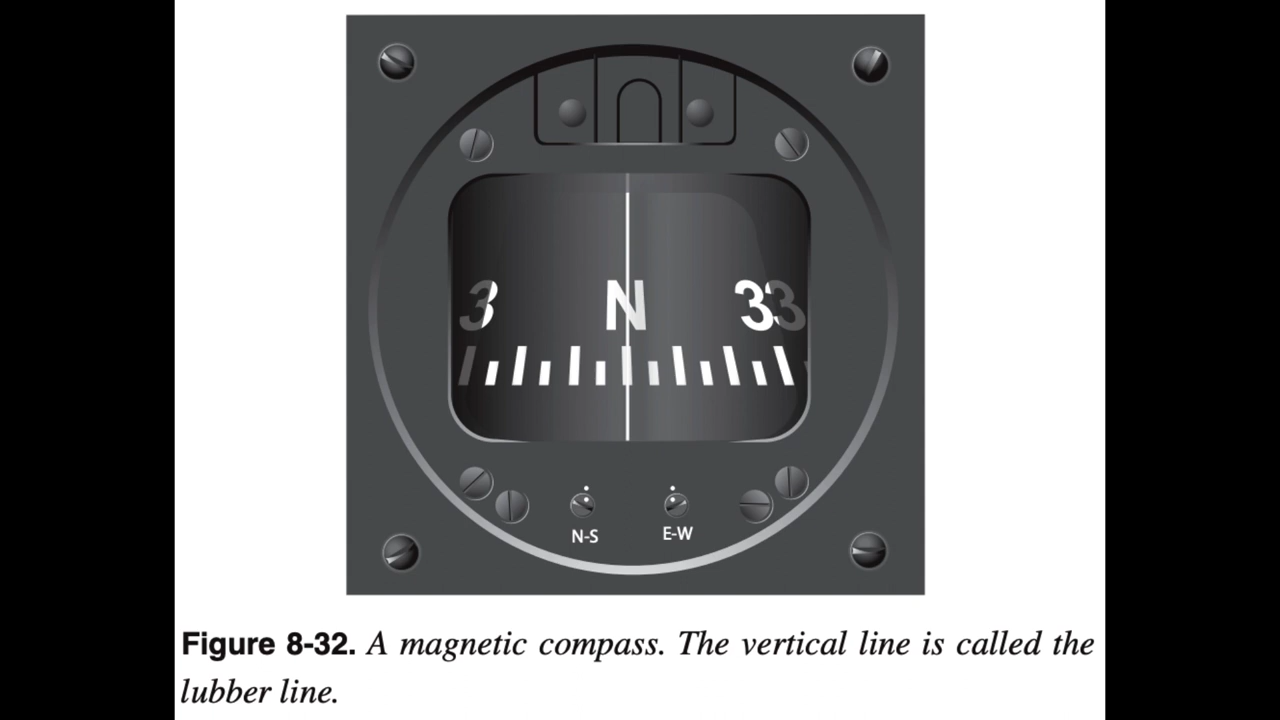 3 N 33
N-S E-W
Figure 8-32. A magnetic compass. The vertical line is called the
lubber line.